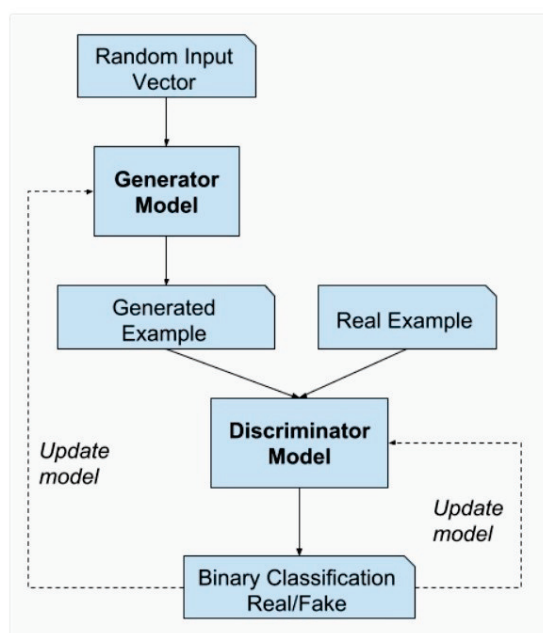 Random Input
Vector
Generator
Model
Generated
Example
Real Example
Discriminator
Model
Update
model
Update
model
Binary Classification
Real/Fake